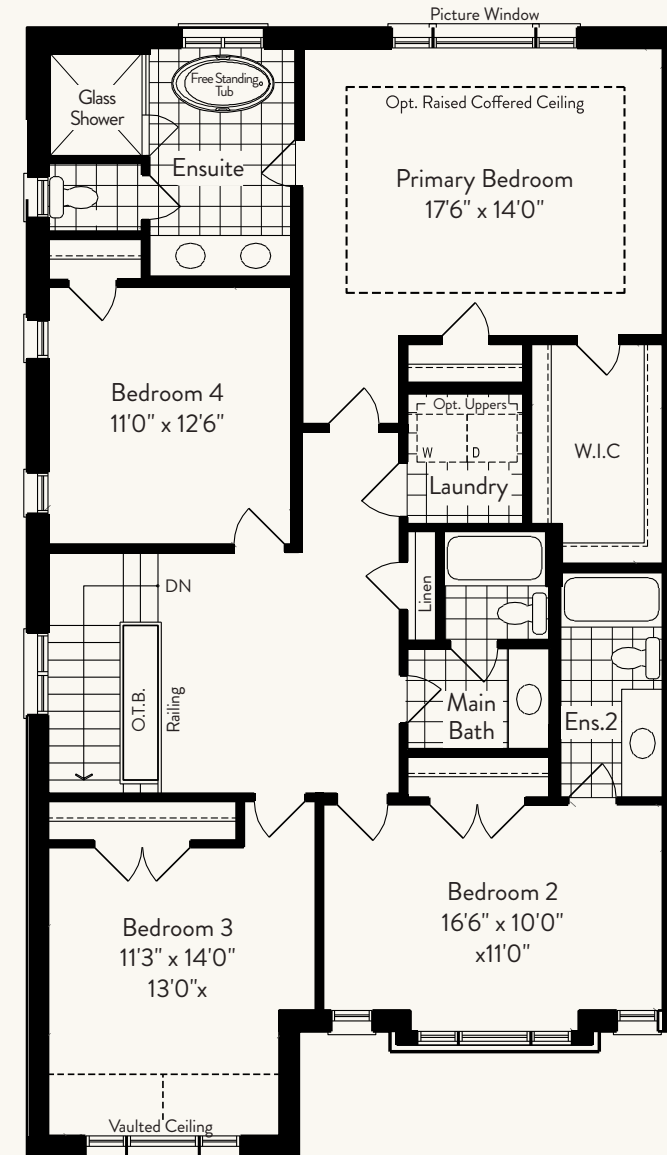 Picture Window
Free Standing
Tub
Glass
Shower
Opt. Raised Coffered Ceiling
Ensuite
Primary Bedroom
17'6" x 14'0"
Bedroom 4
11'0" x 12'6"
Opt. Uppers
W
D
Laundry
W.I.C
DN
Linen
O.T.B.
Railing
Main
Bath
Ens.2
Bedroom 2
16'6" x 10'0"
x11'0"
Bedroom 3
11'3" x 14'0"
13'0"x
Vaulted Ceiling